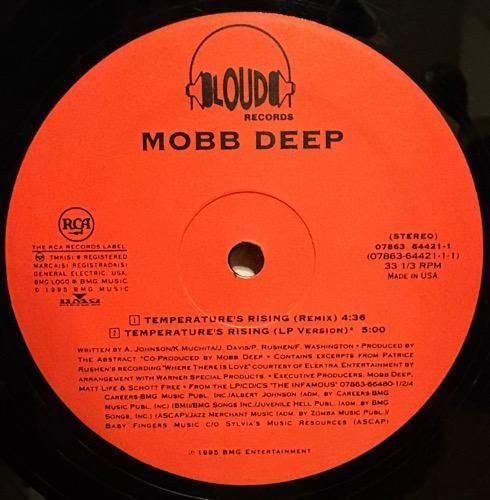 LOUD
RECORDS
MOBB DEEP
RCA
THE RCA RECORDS LABEL
TMK(S) ® REGISTERED
MARCA(S) REGISTRADA(S)
GENERAL ELECTRIC, USA.
BMG LOGO ® BMG MUSIC
© 1995 BMG MUSIC
BMG
(STEREO)
07863 64421-1
(07863-64421-1-1)
33 1/3 RPM
MADE IN USA
1 TEMPERATURE'S RISING (REMIX) 4:36
2 TEMPERATURE'S RISING (LP VERSION)* 5:00
WRITTEN BY A. JOHNSON/K MUCHITA/J. DAVIS/P. RUSHEN/F. WASHINGTON • PRODUCED BY
THE ABSTRACT *CO-PRODUCED BY MOBB DEEP • CONTAINS EXCERPTS FROM PATRICE
RUSHEN'S RECORDING "WHERE THERE IS LOVE" COURTESY OF ELEKTRA ENTERTAINMENT BY
ARRANGEMENT WITH WARNER SPECIAL PRODUCTS • EXECUTIVE PRODUCERS: MOBB DEEP,
MATT LIFE & SCHOTT FREE • FROM THE LP/CD/CS "THE INFAMOUS" 07863-66480-1/2/4
CAREERS-BMG MUSIC PUBL. INC/ALBERT JOHNSON (ADM. BY CAREERS-BMG
MUSIC PUBL. INC) (BMI)/BMG SONGS INC./JUVENILE HELL PUBL. (ADM. BY BMG
SONGS, INC.) (ASCAP)/JAZZ MERCHANT MUSIC (ADM. BY ZOMBA MUSIC PUBL.)/
BABY FINGERS MUSIC C/O SYLVIA'S MUSIC RESOURCES (ASCAP)
℗ 1995 BMG ENTERTAINMENT